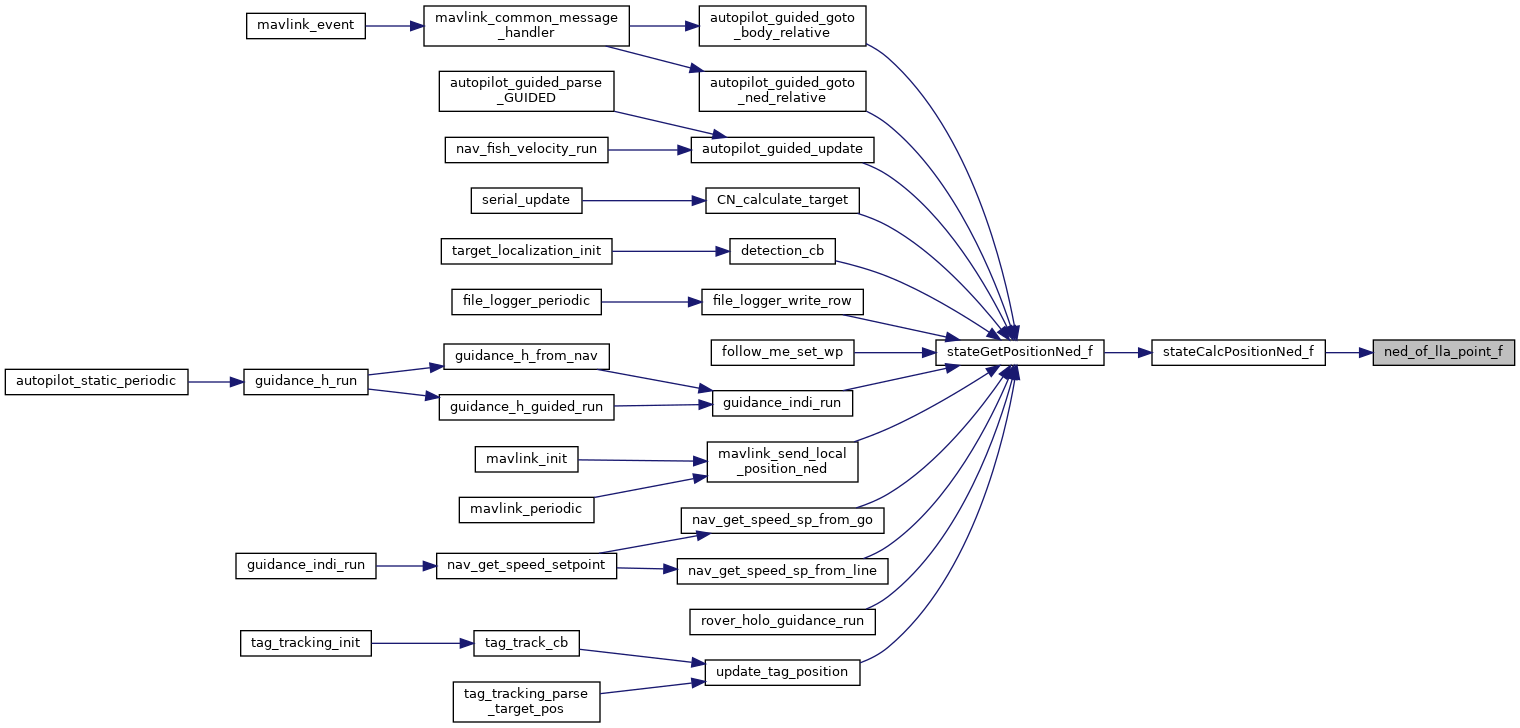 mavlink_event
mavlink_common_message
_handler
autopilot_guided_goto
_body_relative
autopilot_guided_parse
_GUIDED
autopilot_guided_goto
_ned_relative
nav_fish_velocity_run
autopilot_guided_update
serial_update
CN_calculate_target
target_localization_init
detection_cb
file_logger_periodic
file_logger_write_row
follow_me_set_wp
stateGetPositionNed_f
stateCalcPositionNed_f
ned_of_lla_point_f
autopilot_static_periodic
guidance_h_run
guidance_h_from_nav
guidance_h_guided_run
guidance_indi_run
mavlink_init
mavlink_send_local
_position_ned
mavlink_periodic
nav_get_speed_sp_from_go
guidance_indi_run
nav_get_speed_setpoint
nav_get_speed_sp_from_line
rover_holo_guidance_run
tag_tracking_init
tag_track_cb
update_tag_position
tag_tracking_parse
_target_pos